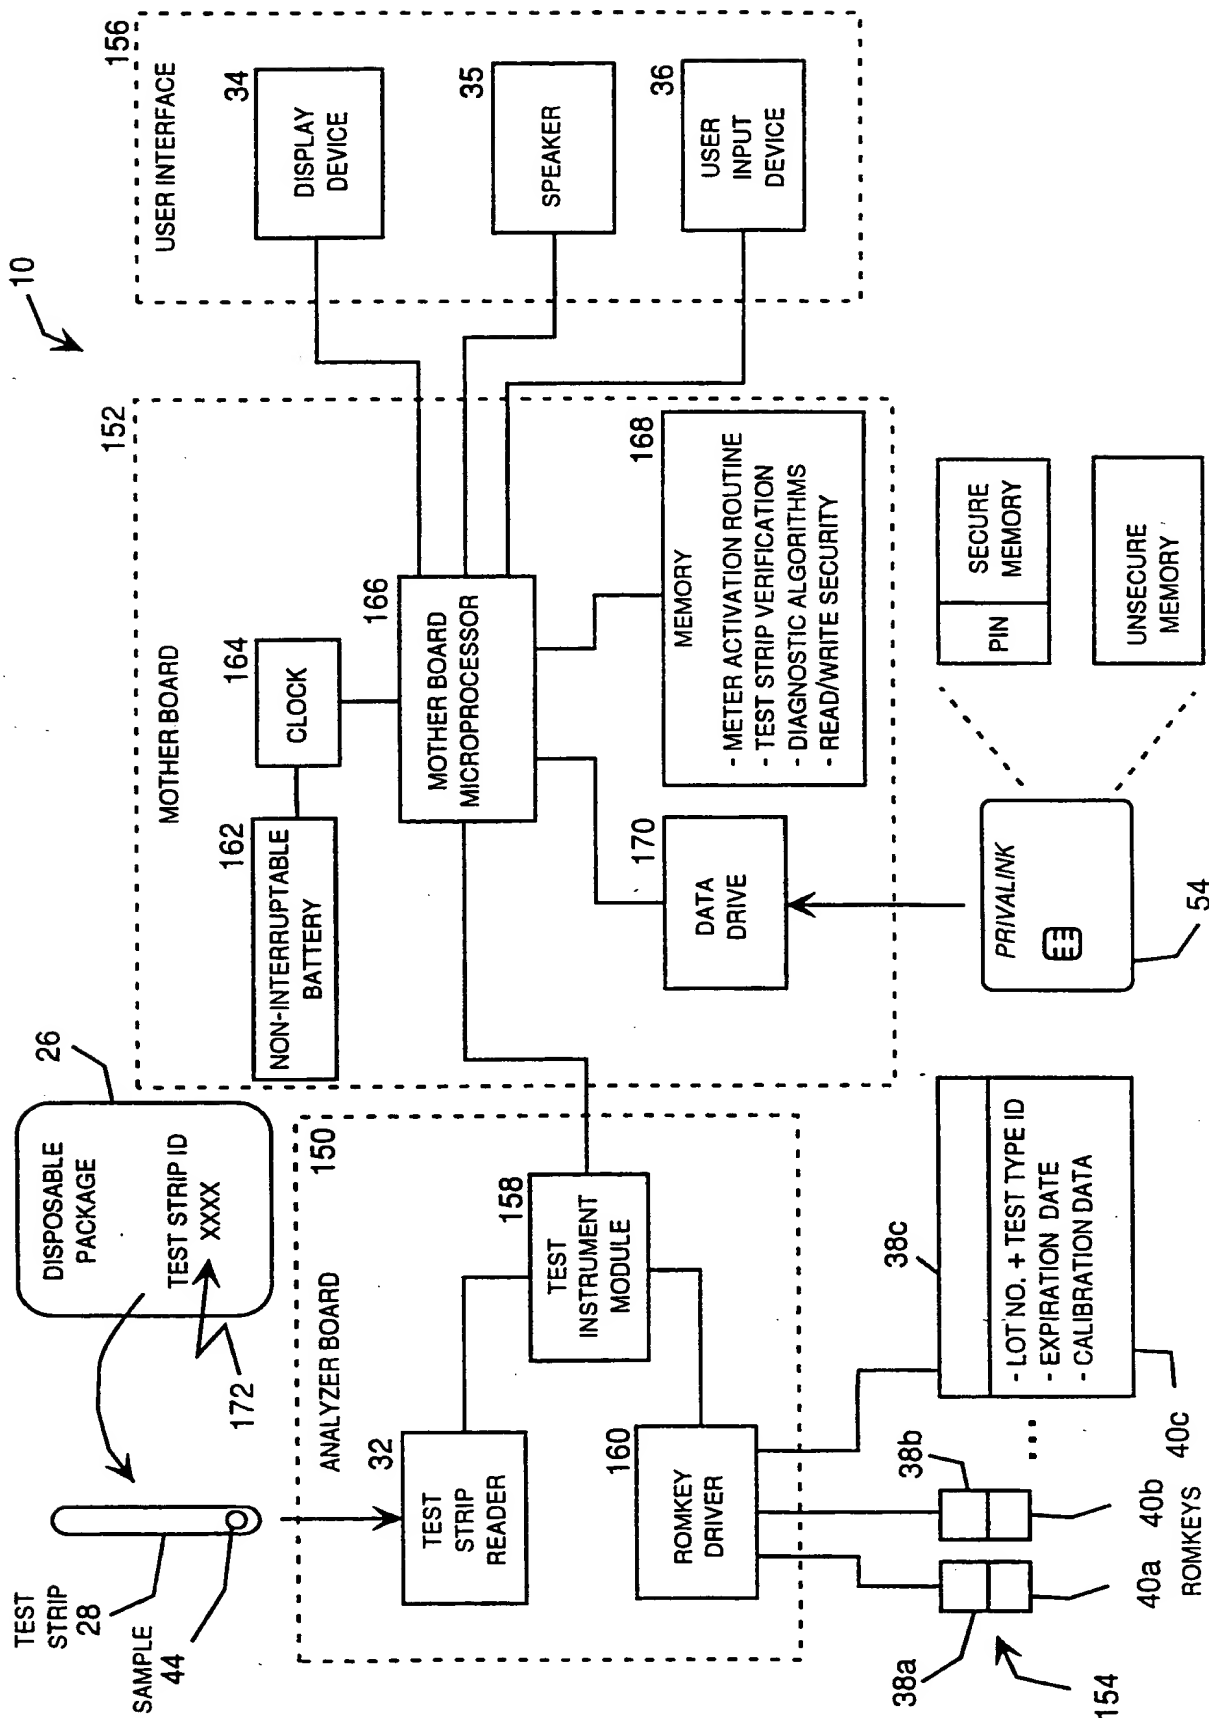 10
TEST
STRIP
28
SAMPLE
44
DISPOSABLE
PACKAGE
TEST STRIP ID
XXXX
26
172
ANALYZER BOARD
150
TEST
STRIP
READER
32
TEST
INSTRUMENT
MODULE
158
ROMKEY
DRIVER
160
38a
38b
38c
- LOT NO. + TEST TYPE ID
- EXPIRATION DATE
- CALIBRATION DATA
...
40a
40b
40c
ROMKEYS
154
MOTHER BOARD
152
NON-INTERRUPTABLE
BATTERY
162
CLOCK
164
MOTHER BOARD
MICROPROCESSOR
166
DATA
DRIVE
170
MEMORY
168
- METER ACTIVATION ROUTINE
- TEST STRIP VERIFICATION
- DIAGNOSTIC ALGORITHMS
- READ/WRITE SECURITY
PRIVALINK
54
PIN
SECURE
MEMORY
UNSECURE
MEMORY
USER INTERFACE
156
DISPLAY
DEVICE
34
SPEAKER
35
USER
INPUT
DEVICE
36